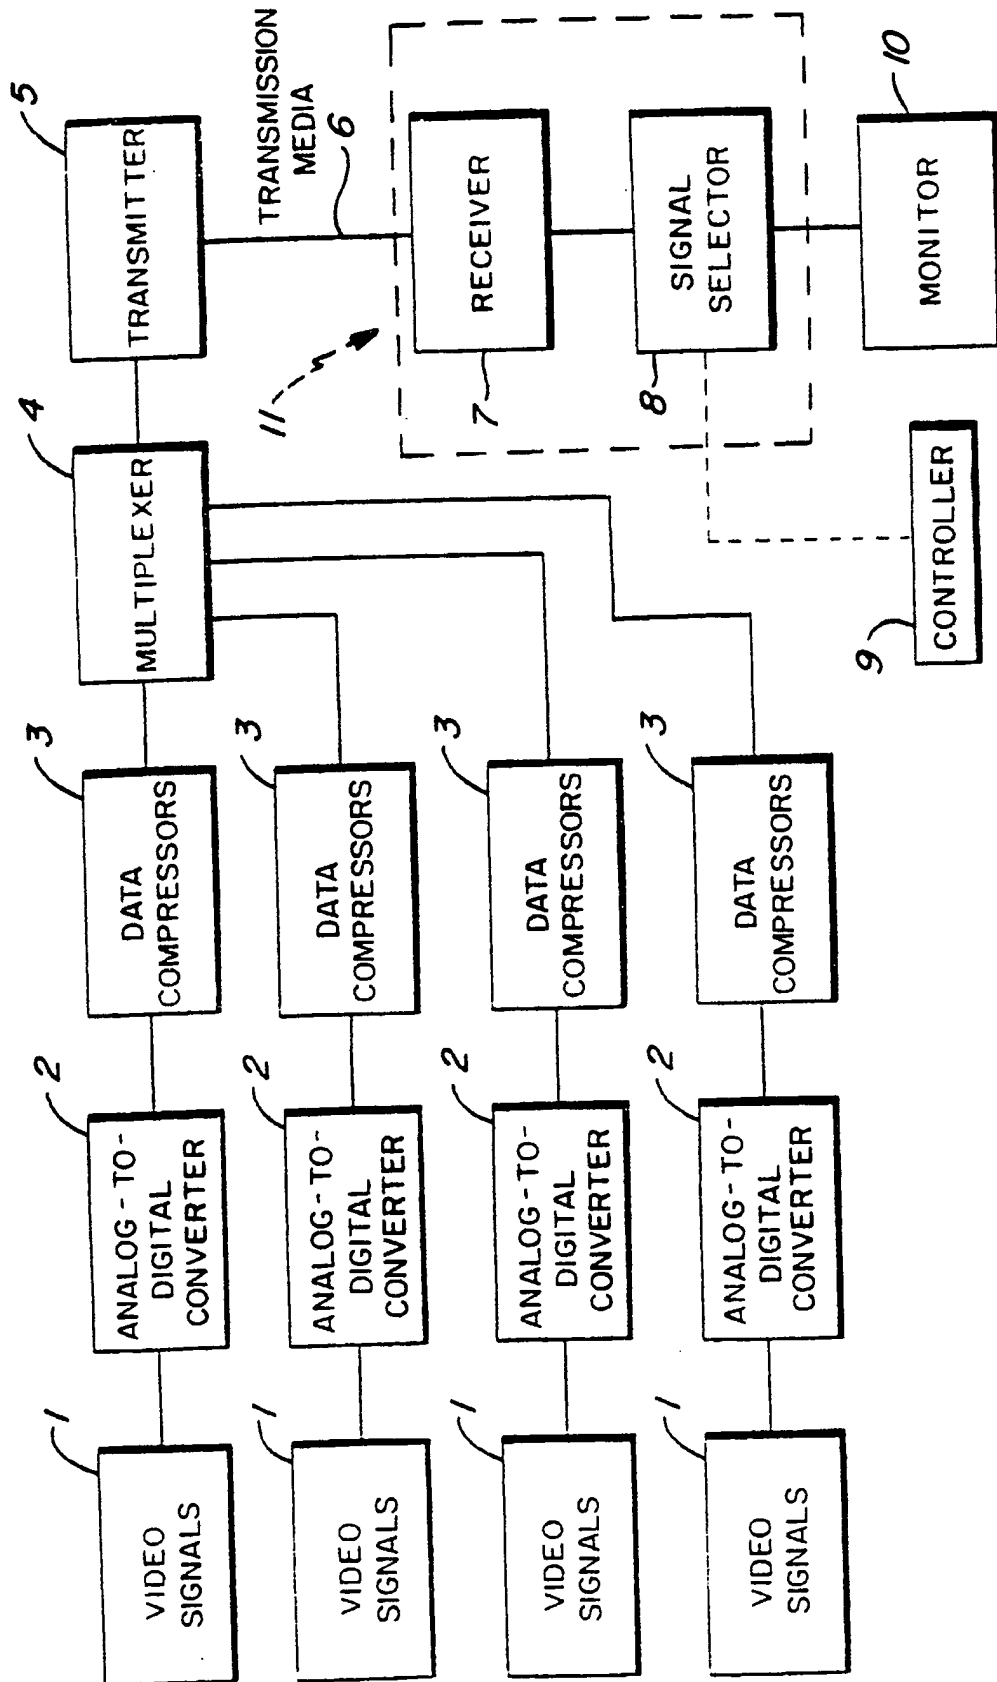 1
VIDEO
SIGNALS
2
ANALOG-TO-
DIGITAL
CONVERTER
3
DATA
COMPRESSORS
4
MULTIPLEXER
5
TRANSMITTER
1
VIDEO
SIGNALS
2
ANALOG-TO-
DIGITAL
CONVERTER
3
DATA
COMPRESSORS
1
VIDEO
SIGNALS
2
ANALOG-TO-
DIGITAL
CONVERTER
3
DATA
COMPRESSORS
1
VIDEO
SIGNALS
2
ANALOG-TO-
DIGITAL
CONVERTER
3
DATA
COMPRESSORS
TRANSMISSION
MEDIA
6
11
7
RECEIVER
8
SIGNAL
SELECTOR
9
CONTROLLER
10
MONITOR